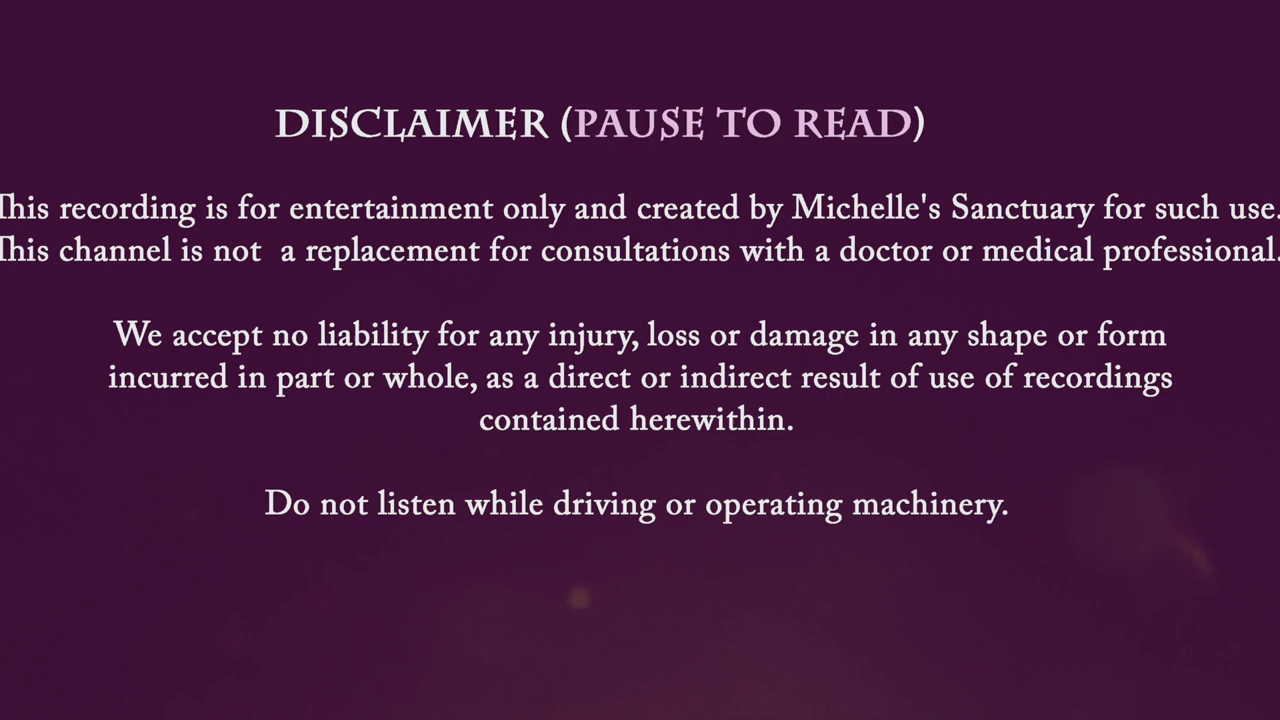 DISCLAIMER (PAUSE TO READ)
This recording is for entertainment only and created by Michelle's Sanctuary for such use.
This channel is not a replacement for consultations with a doctor or medical professional.
We accept no liability for any injury, loss or damage in any shape or form
incurred in part or whole, as a direct or indirect result of use of recordings
contained herewithin.
Do not listen while driving or operating machinery.